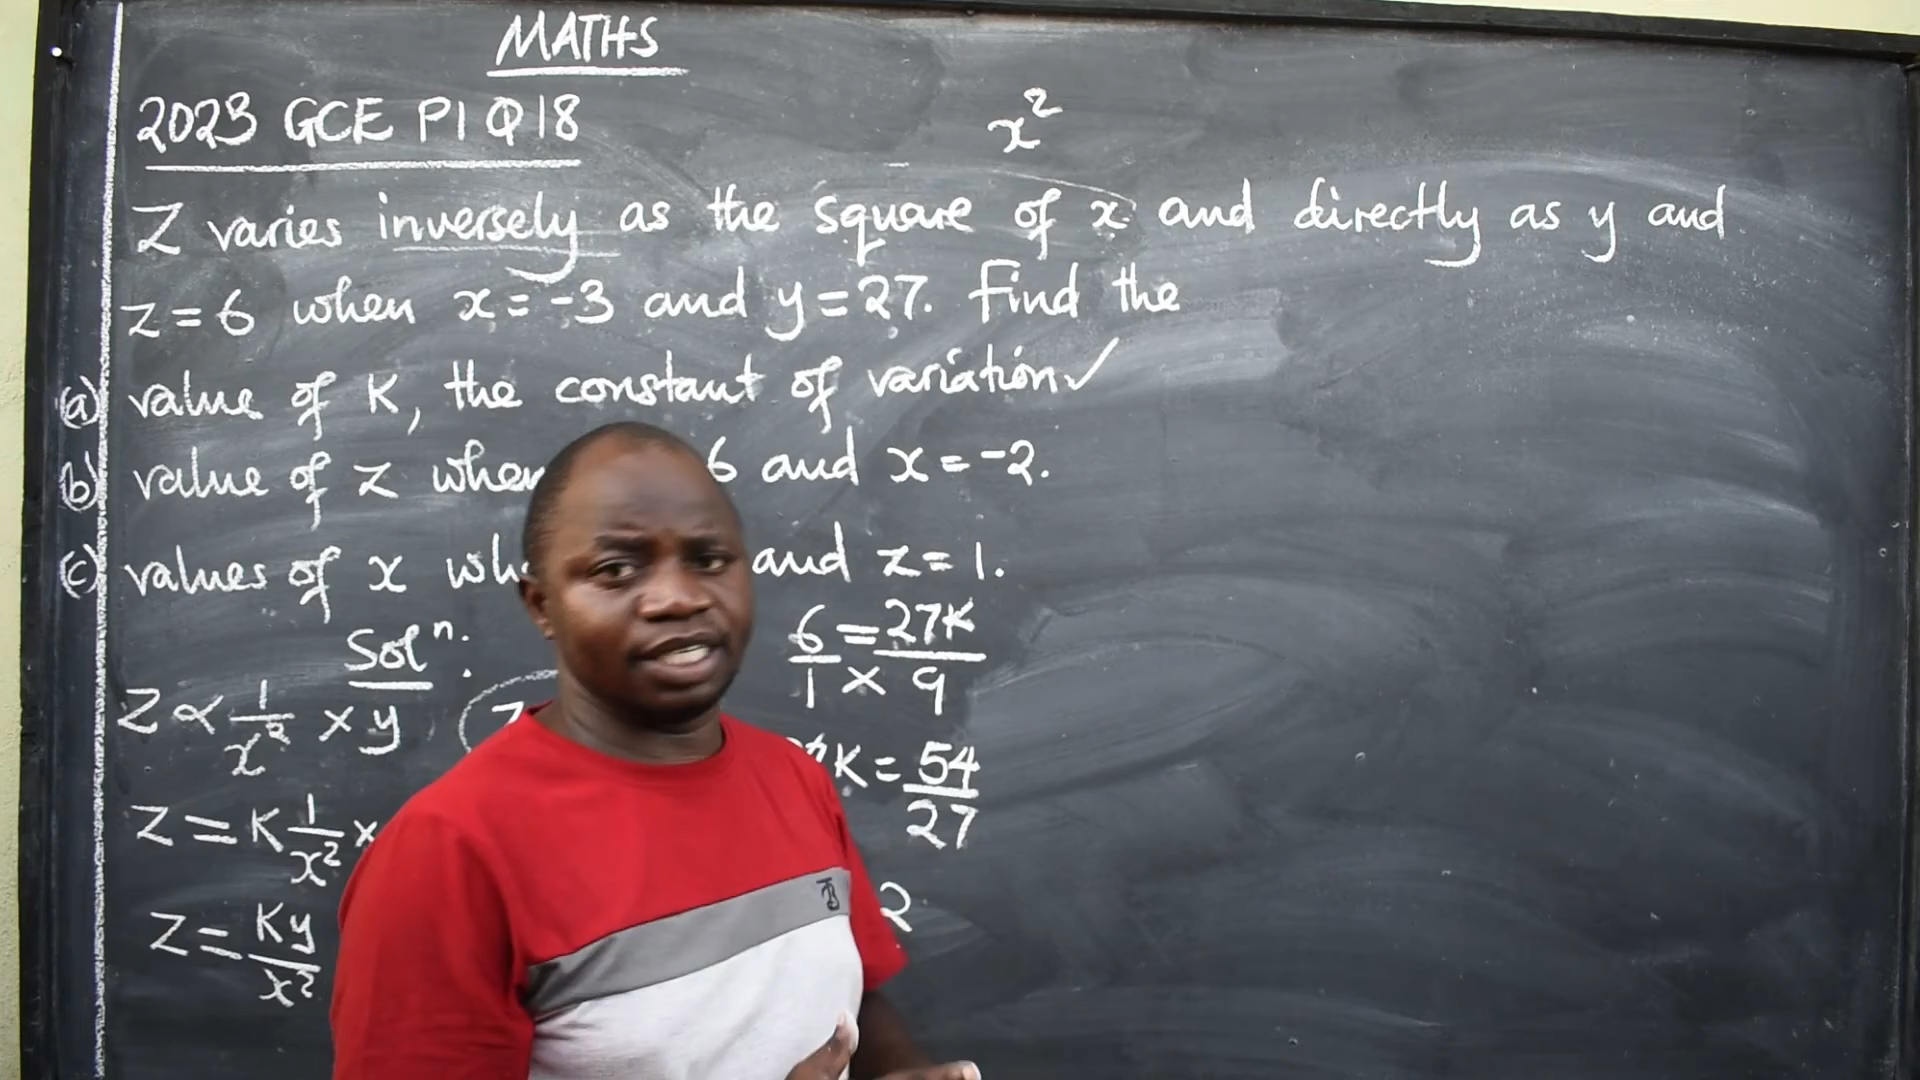 MATHS
2023 GCE P1 Q18
x²
Z varies inversely as the square of x and directly as y and
z = 6 when x = -3 and y = 27. Find the
(a) value of K, the constant of variation ✓
(b) value of z when 6 and x = -2.
(c) values of x and z = 1.
Solⁿ:
Z ∝ 1/x² × y
Z = K 1/x² ×
Z = Ky/x²
6/1 × = 27K/9
K = 54/27
2